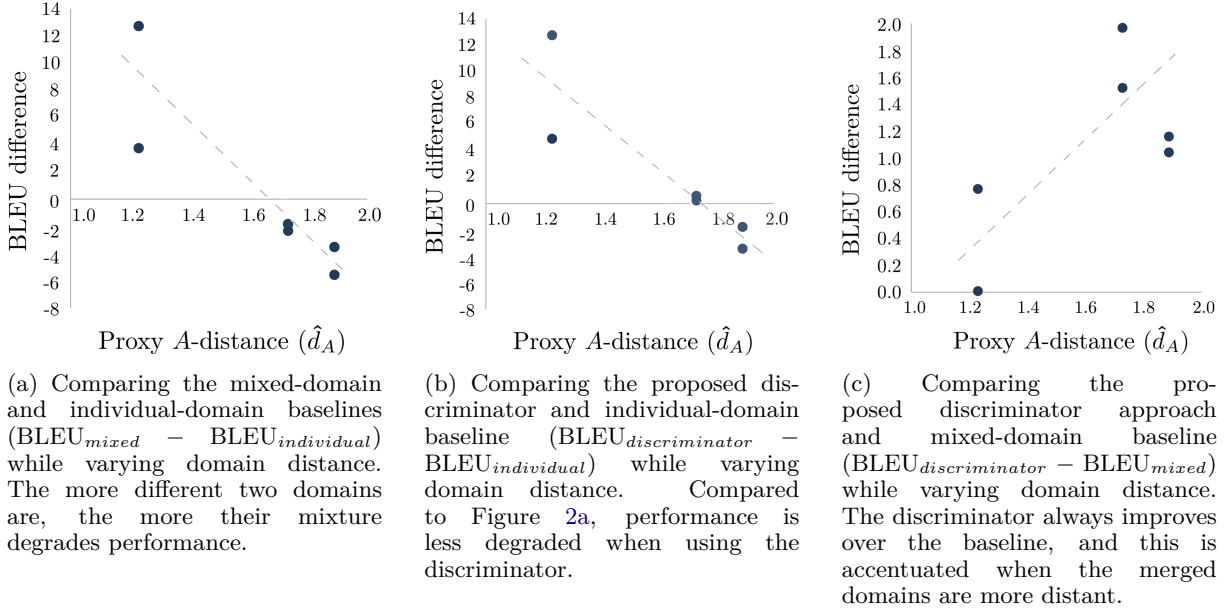 14
12
10
8
6
4
2
0
-2
-4
-6
-8
1.0 1.2 1.4 1.6 1.8 2.0
BLEU difference
Proxy A-distance (d̂_A)
(a) Comparing the mixed-domain
and individual-domain baselines
(BLEU_mixed − BLEU_individual)
while varying domain distance.
The more different two domains
are, the more their mixture
degrades performance.
14
12
10
8
6
4
2
0
-2
-4
-6
-8
1.0 1.2 1.4 1.6 1.8 2.0
BLEU difference
Proxy A-distance (d̂_A)
(b) Comparing the proposed dis-
criminator and individual-domain
baseline (BLEU_discriminator −
BLEU_individual) while varying
domain distance. Compared
to Figure 2a, performance is
less degraded when using the
discriminator.
2.0
1.8
1.6
1.4
1.2
1.0
0.8
0.6
0.4
0.2
0.0
1.0 1.2 1.4 1.6 1.8 2.0
BLEU difference
Proxy A-distance (d̂_A)
(c) Comparing the pro-
posed discriminator approach
and mixed-domain baseline
(BLEU_discriminator − BLEU_mixed)
while varying domain distance.
The discriminator always improves
over the baseline, and this is
accentuated when the merged
domains are more distant.